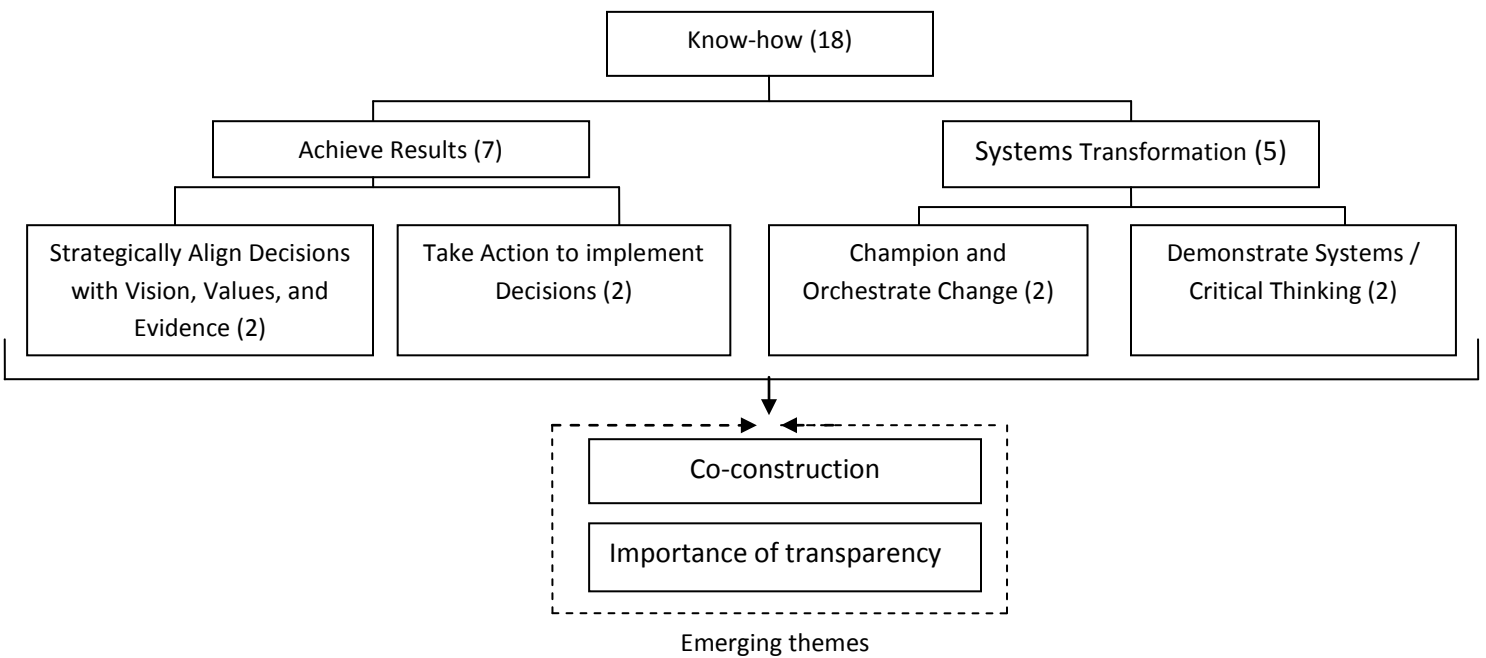 Know-how (18)
Achieve Results (7)
Systems Transformation (5)
Strategically Align Decisions
with Vision, Values, and
Evidence (2)
Take Action to implement
Decisions (2)
Champion and
Orchestrate Change (2)
Demonstrate Systems /
Critical Thinking (2)
Co-construction
Importance of transparency
Emerging themes